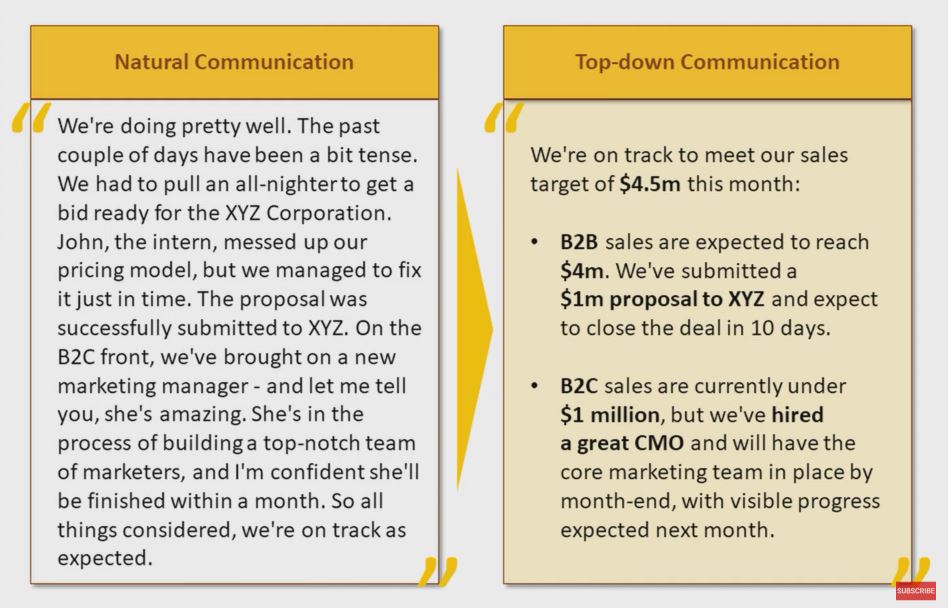 Natural Communication
We're doing pretty well. The past
couple of days have been a bit tense.
We had to pull an all-nighter to get a
bid ready for the XYZ Corporation.
John, the intern, messed up our
pricing model, but we managed to fix
it just in time. The proposal was
successfully submitted to XYZ. On the
B2C front, we've brought on a new
marketing manager - and let me tell
you, she's amazing. She's in the
process of building a top-notch team
of marketers, and I'm confident she'll
be finished within a month. So all
things considered, we're on track as
expected.
Top-down Communication
We're on track to meet our sales
target of $4.5m this month:
• B2B sales are expected to reach
$4m. We've submitted a
$1m proposal to XYZ and expect
to close the deal in 10 days.
• B2C sales are currently under
$1 million, but we've hired
a great CMO and will have the
core marketing team in place by
month-end, with visible progress
expected next month.
SUBSCRIBE